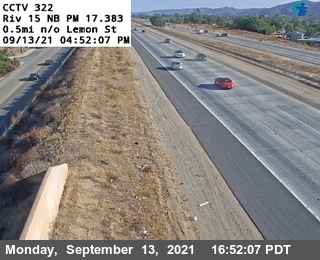 CCTV 322
Riv 15 NB PM 17.383
0.5mi n/o Lemon St
09/13/21 04:52:07 PM
Monday, September 13, 2021 16:52:07 PDT